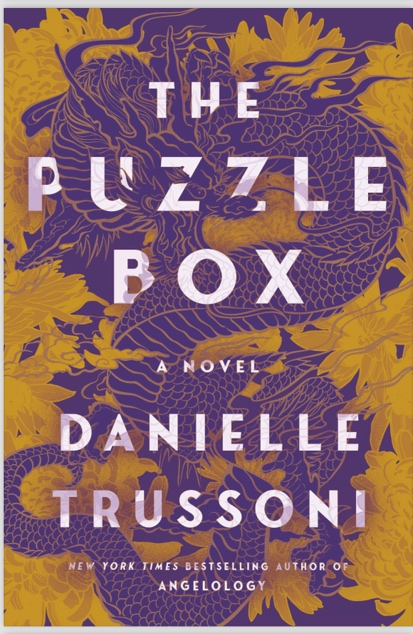 THE
PUZZLE
BOX
A NOVEL
DANIELLE
TRUSSONI
NEW YORK TIMES BESTSELLING AUTHOR OF
ANGELOLOGY